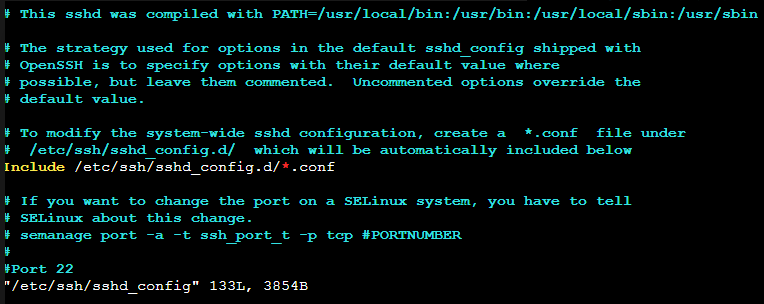 # This sshd was compiled with PATH=/usr/local/bin:/usr/bin:/usr/local/sbin:/usr/sbin
# The strategy used for options in the default sshd_config shipped with
# OpenSSH is to specify options with their default value where
# possible, but leave them commented.  Uncommented options override the
# default value.
# To modify the system-wide sshd configuration, create a  *.conf  file under
#  /etc/ssh/sshd_config.d/  which will be automatically included below
Include /etc/ssh/sshd_config.d/*.conf
# If you want to change the port on a SELinux system, you have to tell
# SELinux about this change.
# semanage port -a -t ssh_port_t -p tcp #PORTNUMBER
#
#Port 22
"/etc/ssh/sshd_config" 133L, 3854B